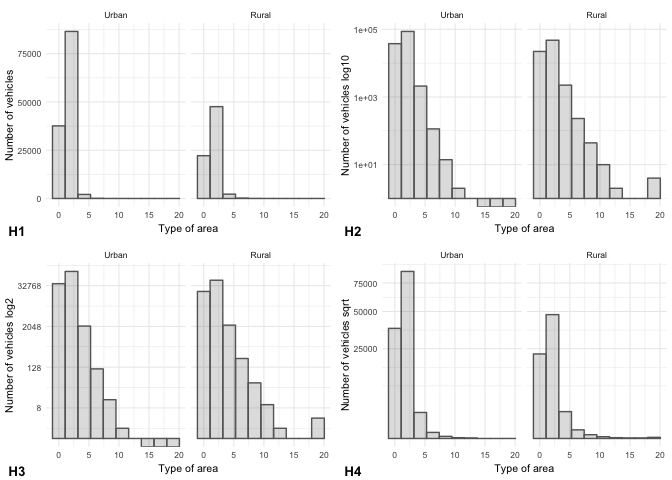 Urban Rural
Number of vehicles
75000
50000
25000
0
0 5 10 15 20 0 5 10 15 20
Type of area
H1
Urban Rural
Number of vehicles log10
1e+05
1e+03
1e+01
0 5 10 15 20 0 5 10 15 20
Type of area
H2
Urban Rural
Number of vehicles log2
32768
2048
128
8
0 5 10 15 20 0 5 10 15 20
Type of area
H3
Urban Rural
Number of vehicles sqrt
75000
50000
25000
0 5 10 15 20 0 5 10 15 20
Type of area
H4